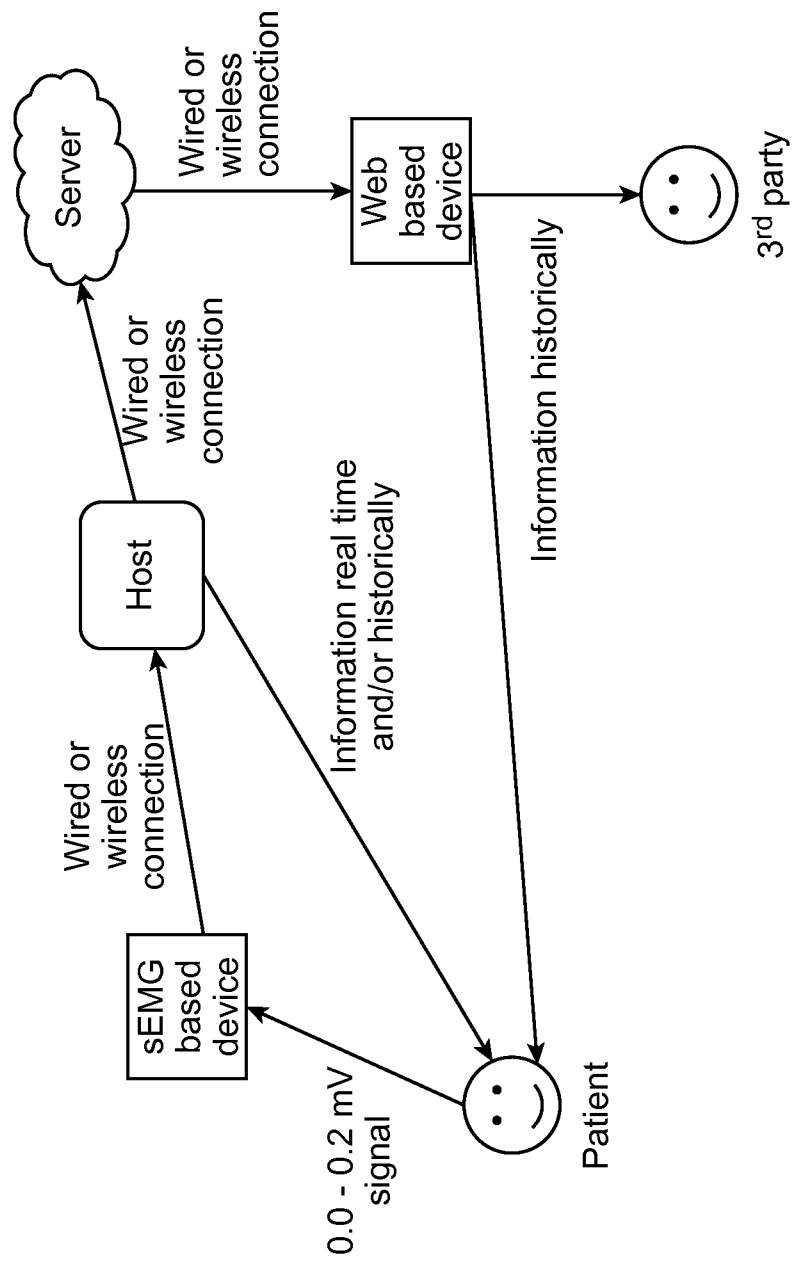 Server
Wired or
wireless
connection
Wired or
wireless
connection
Host
Wired or
wireless
connection
sEMG
based
device
Web
based
device
0.0 - 0.2 mV
signal
Information real time
and/or historically
Information historically
Patient
3rd party